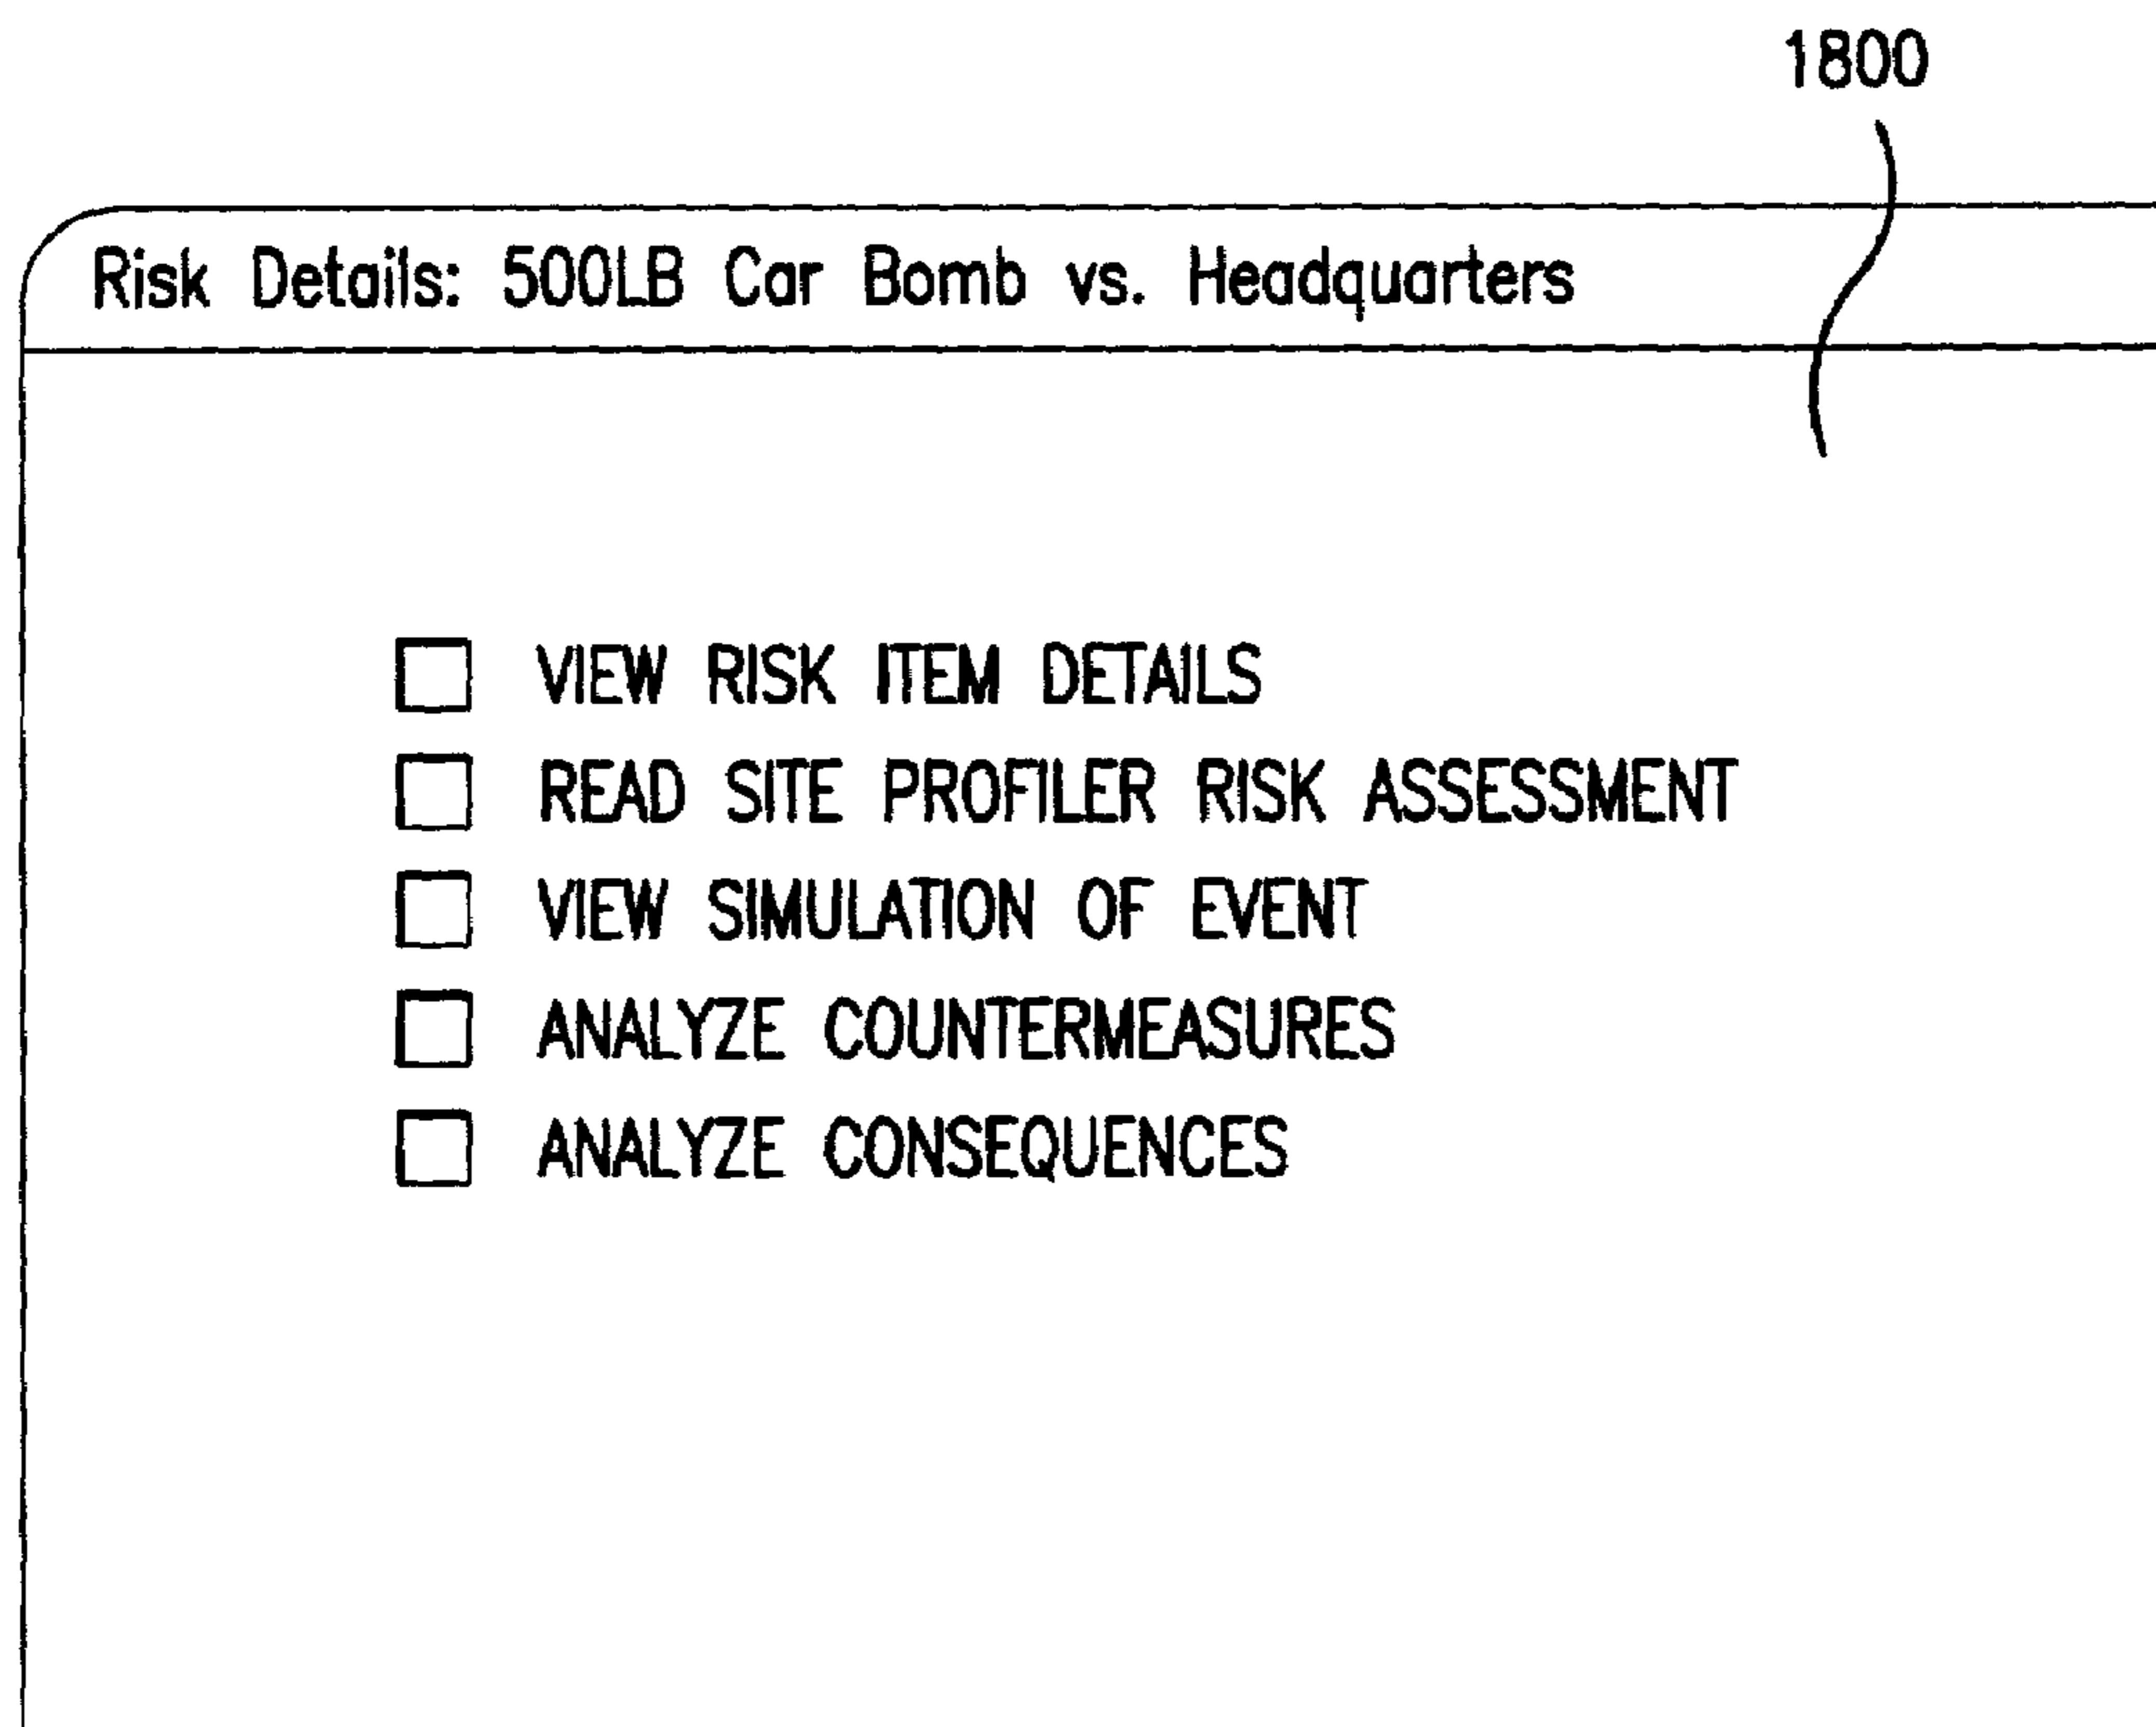 1800
Risk Details: 500LB Car Bomb vs. Headquarters
VIEW RISK ITEM DETAILS
READ SITE PROFILER RISK ASSESSMENT
VIEW SIMULATION OF EVENT
ANALYZE COUNTERMEASURES
ANALYZE CONSEQUENCES